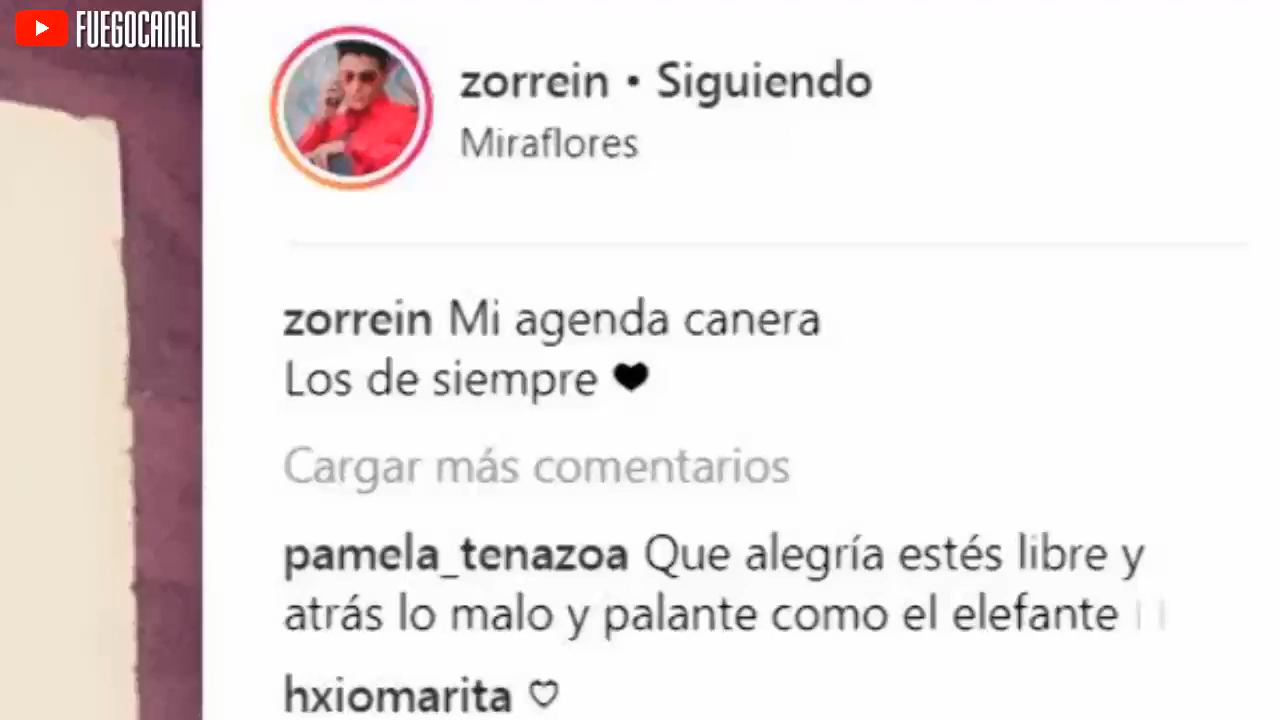 FUEGOCANAL
zorrein • Siguiendo
Miraflores
zorrein Mi agenda canera
Los de siempre ♥
Cargar más comentarios
pamela_tenazoa Que alegría estés libre y
atrás lo malo y palante como el elefante
hxiomarita ♡